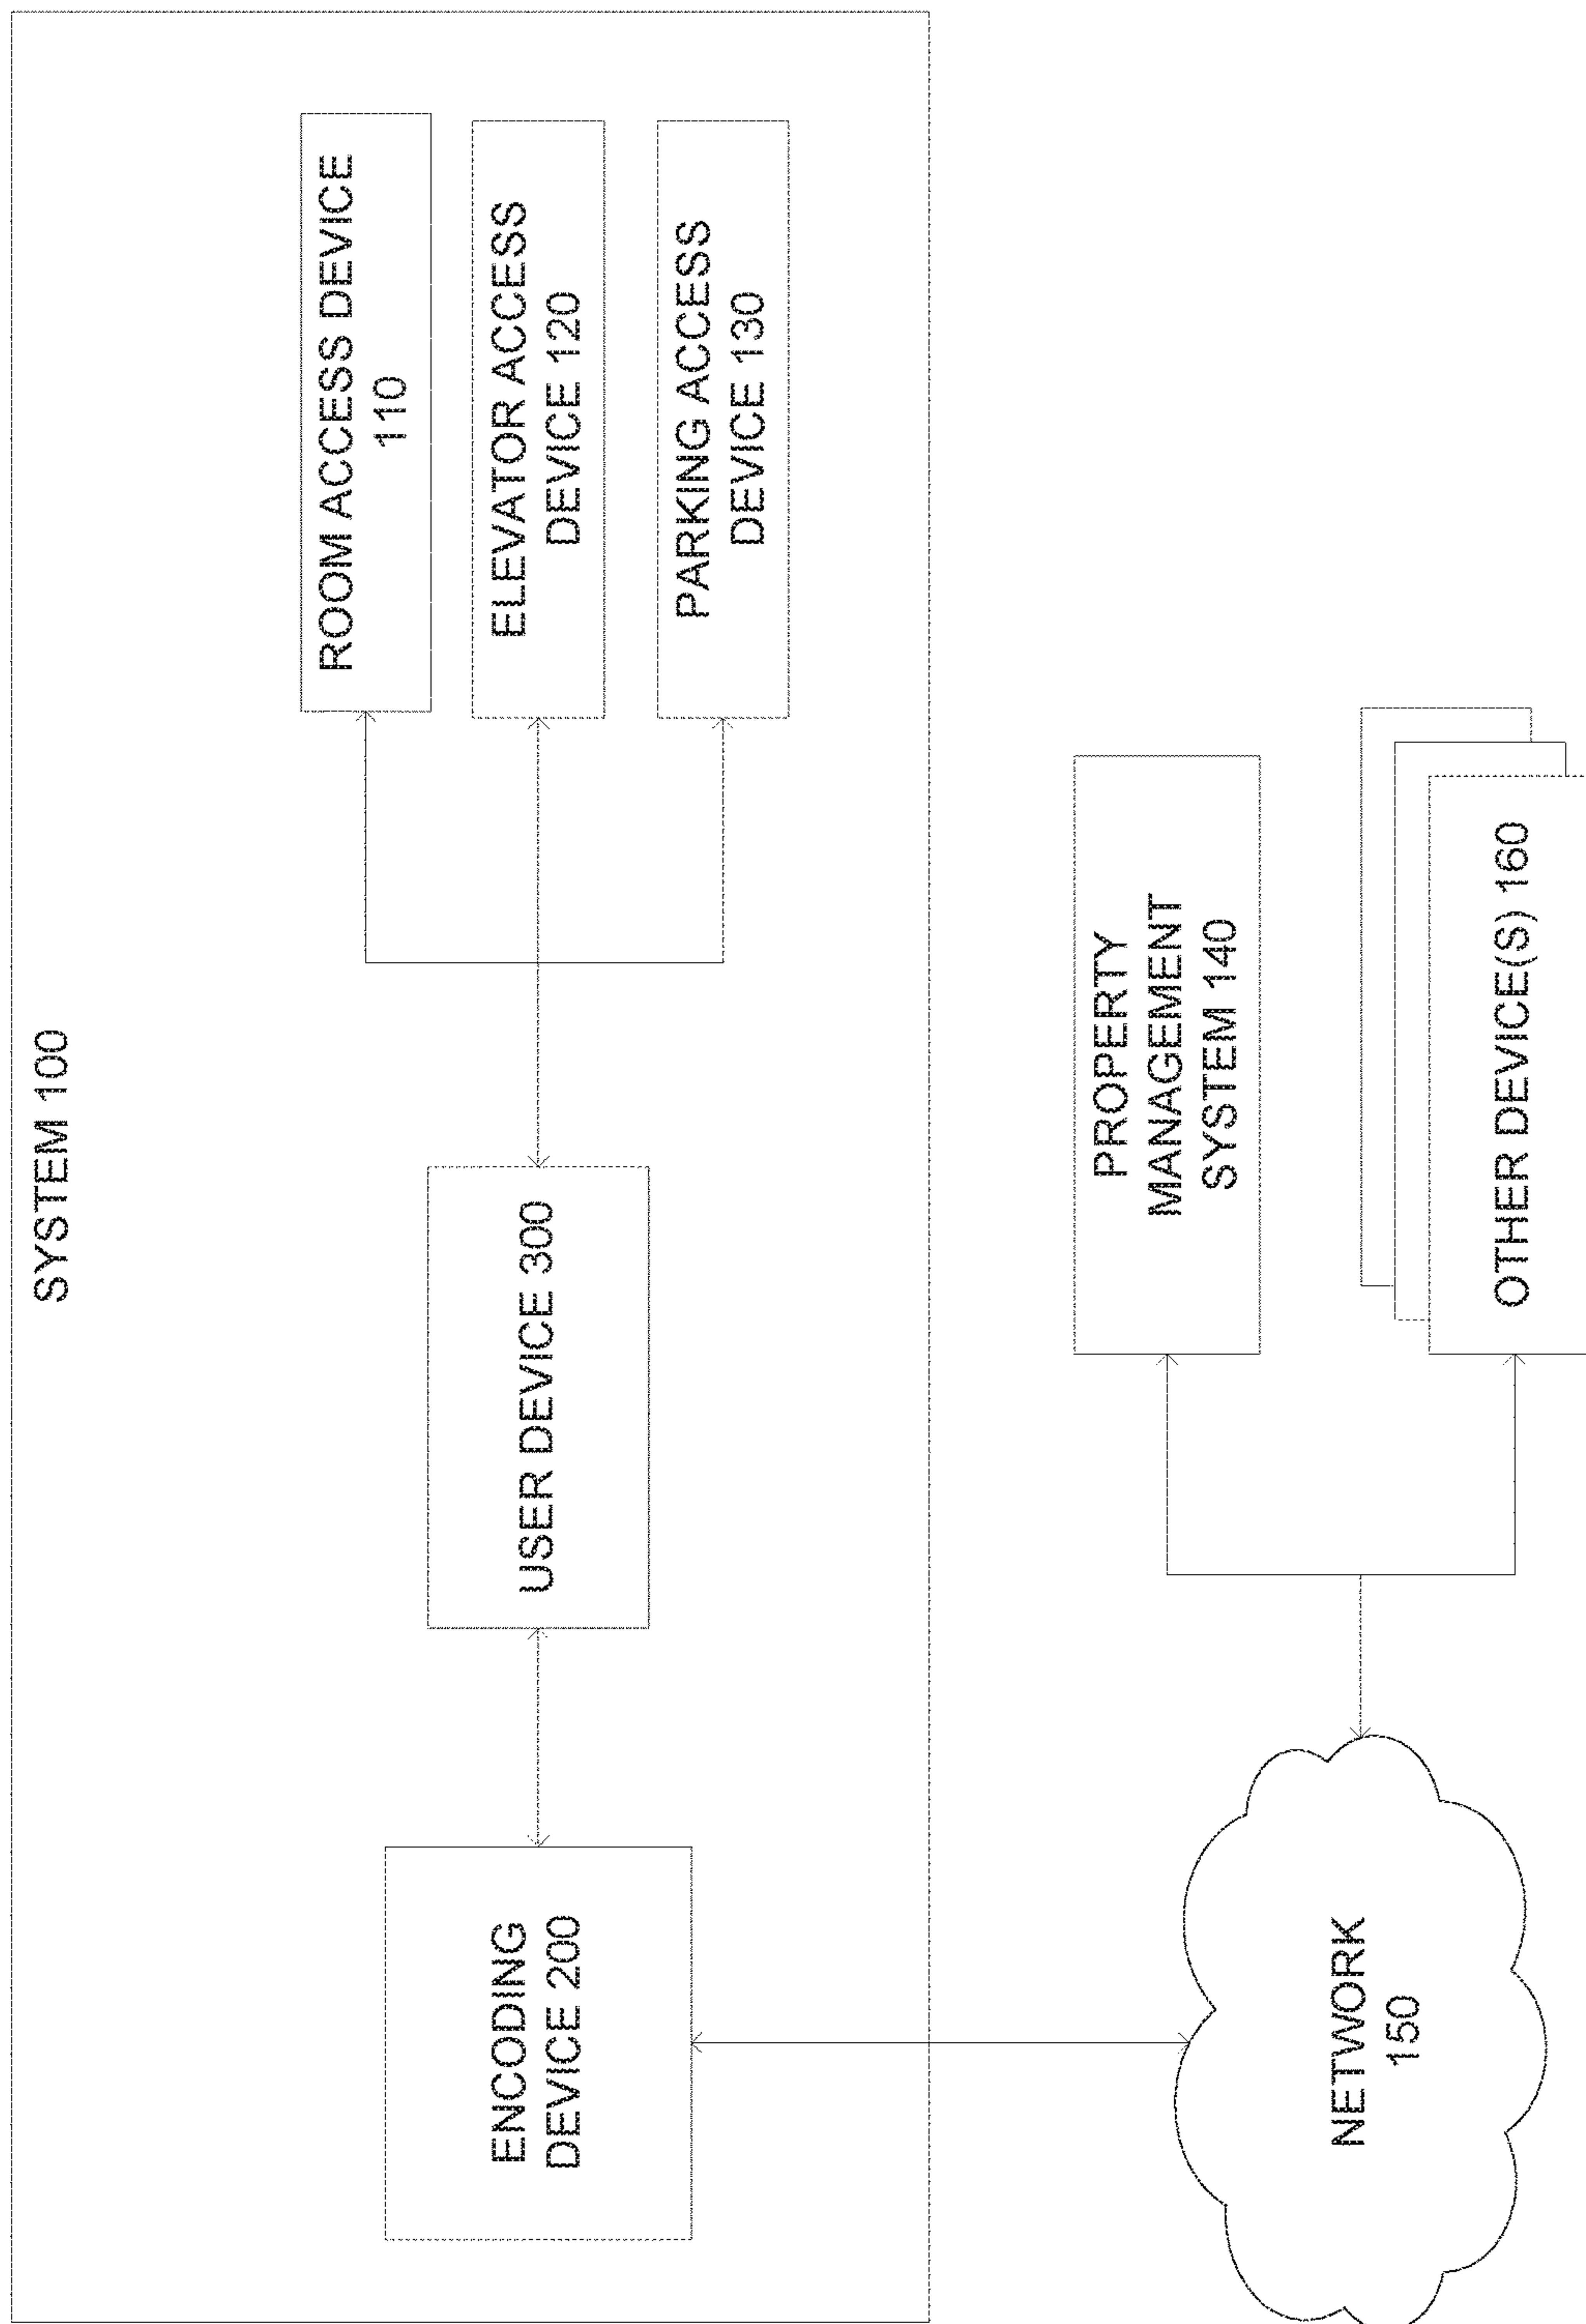 SYSTEM 100
ENCODING
DEVICE 200
USER DEVICE 300
ROOM ACCESS DEVICE
110
ELEVATOR ACCESS
DEVICE 120
PARKING ACCESS
DEVICE 130
NETWORK
150
PROPERTY
MANAGEMENT
SYSTEM 140
OTHER DEVICE(S) 160